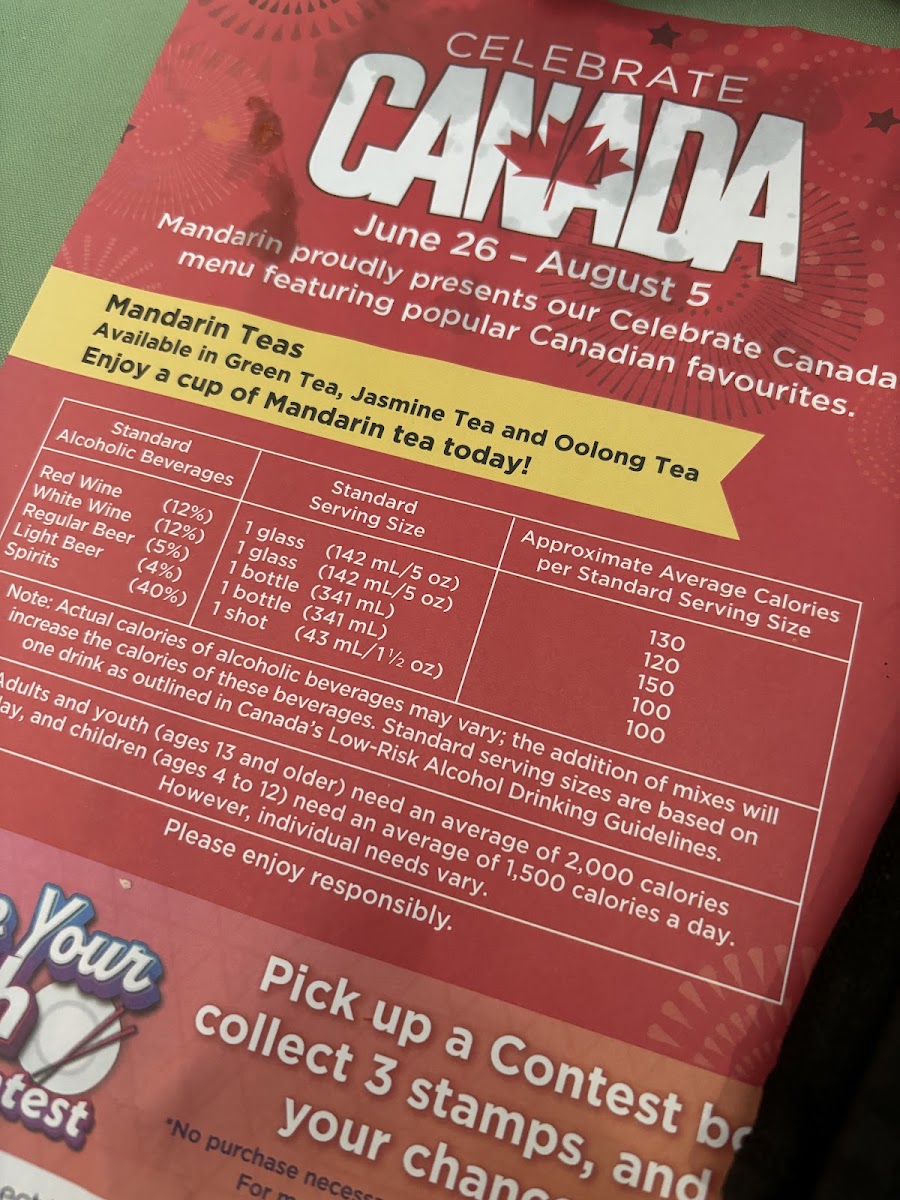 CELEBRATE
CANADA
June 26 – August 5
Mandarin proudly presents our Celebrate Canada
menu featuring popular Canadian favourites.
Mandarin Teas
Available in Green Tea, Jasmine Tea and Oolong Tea
Enjoy a cup of Mandarin tea today!
Standard
Alcoholic Beverages
Standard
Serving Size
Approximate Average Calories
per Standard Serving Size
Red Wine (12%) 1 glass (142 mL/5 oz) 130
White Wine (12%) 1 glass (142 mL/5 oz) 120
Regular Beer (5%) 1 bottle (341 mL) 150
Light Beer (4%) 1 bottle (341 mL) 100
Spirits (40%) 1 shot (43 mL/1½ oz) 100
Note: Actual calories of alcoholic beverages may vary; the addition of mixes will
increase the calories of these beverages. Standard serving sizes are based on
one drink as outlined in Canada's Low-Risk Alcohol Drinking Guidelines.
Adults and youth (ages 13 and older) need an average of 2,000 calories
ay, and children (ages 4 to 12) need an average of 1,500 calories a day.
However, individual needs vary.
Please enjoy responsibly.
Your
test
Pick up a Contest
collect 3 stamps, and
your
*No purchase
For